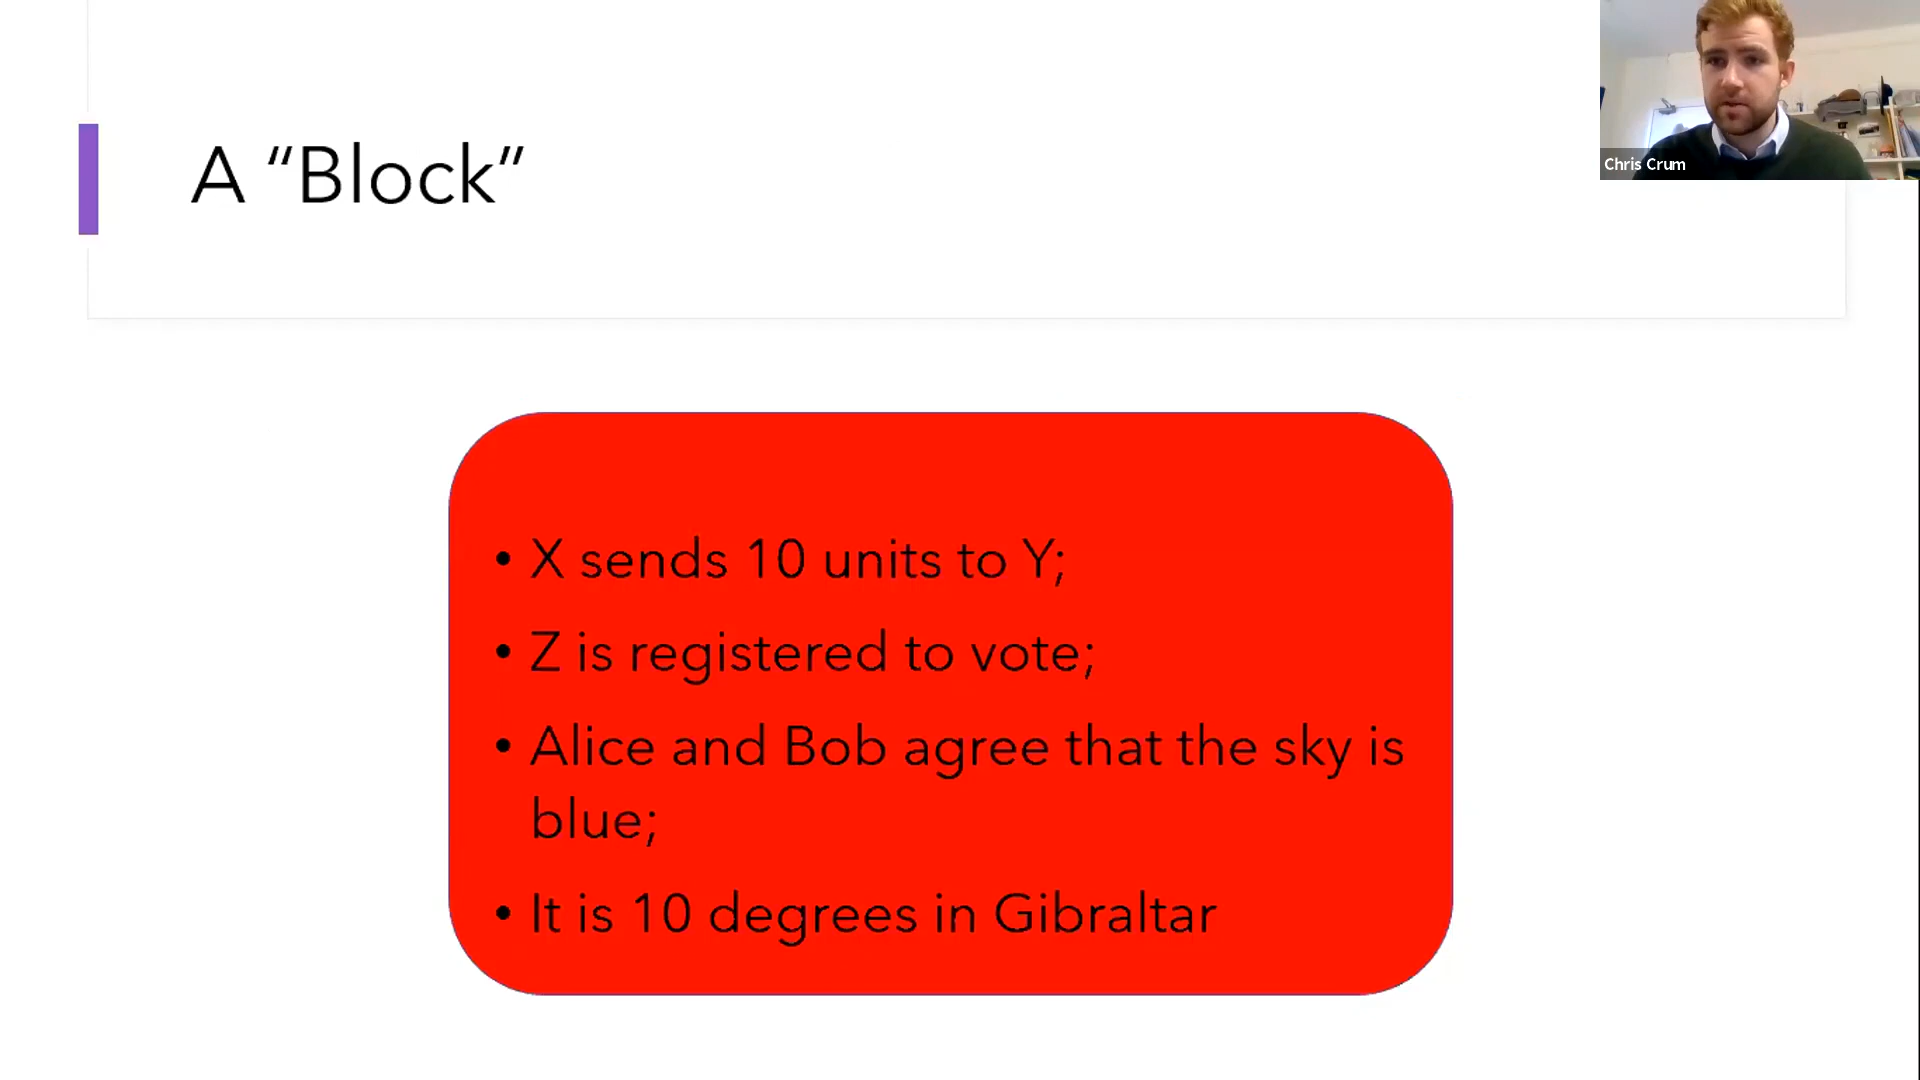 A “Block”
Chris Crum
• X sends 10 units to Y;
• Z is registered to vote;
• Alice and Bob agree that the sky is
blue;
• It is 10 degrees in Gibraltar